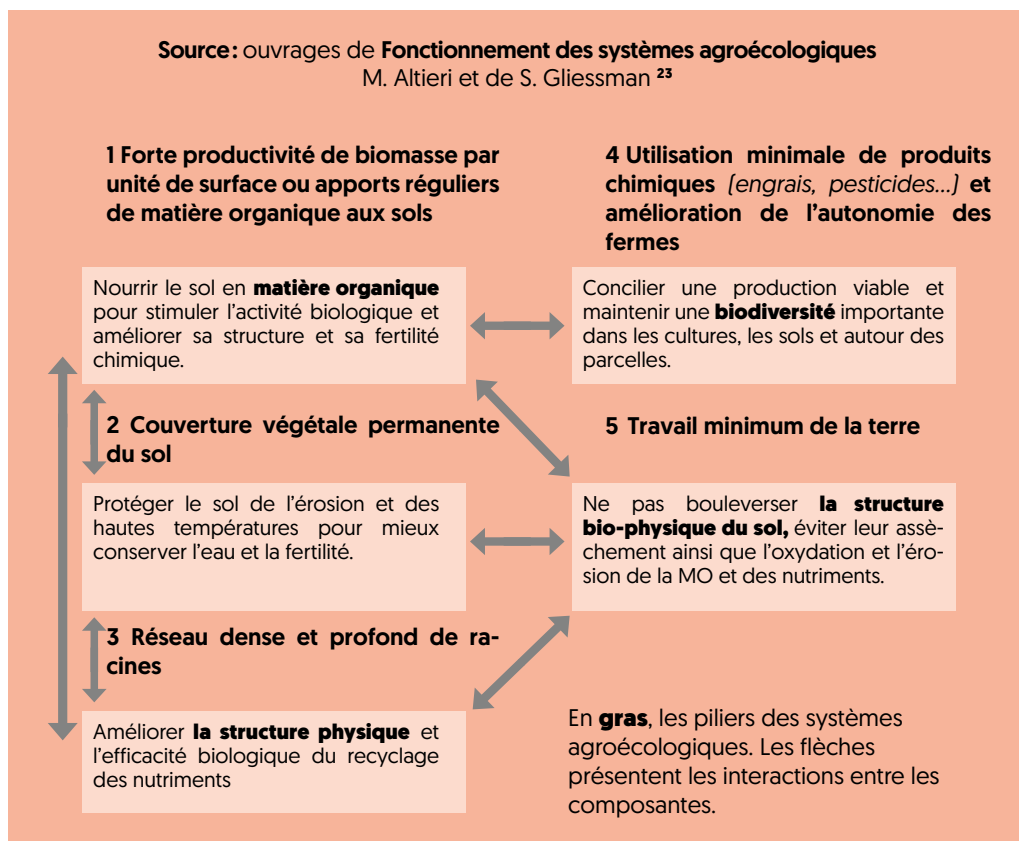 Source : ouvrages de Fonctionnement des systèmes agroécologiques
M. Altieri et de S. Gliessman 23
1 Forte productivité de biomasse par
unité de surface ou apports réguliers
de matière organique aux sols
Nourrir le sol en matière organique
pour stimuler l’activité biologique et
améliorer sa structure et sa fertilité
chimique.
2 Couverture végétale permanente
du sol
Protéger le sol de l’érosion et des
hautes températures pour mieux
conserver l’eau et la fertilité.
3 Réseau dense et profond de ra-
cines
Améliorer la structure physique et
l’efficacité biologique du recyclage
des nutriments
4 Utilisation minimale de produits
chimiques (engrais, pesticides...) et
amélioration de l’autonomie des
fermes
Concilier une production viable et
maintenir une biodiversité importante
dans les cultures, les sols et autour des
parcelles.
5 Travail minimum de la terre
Ne pas bouleverser la structure
bio-physique du sol, éviter leur assè-
chement ainsi que l’oxydation et l’éro-
sion de la MO et des nutriments.
En gras, les piliers des systèmes
agroécologiques. Les flèches
présentent les interactions entre les
composantes.